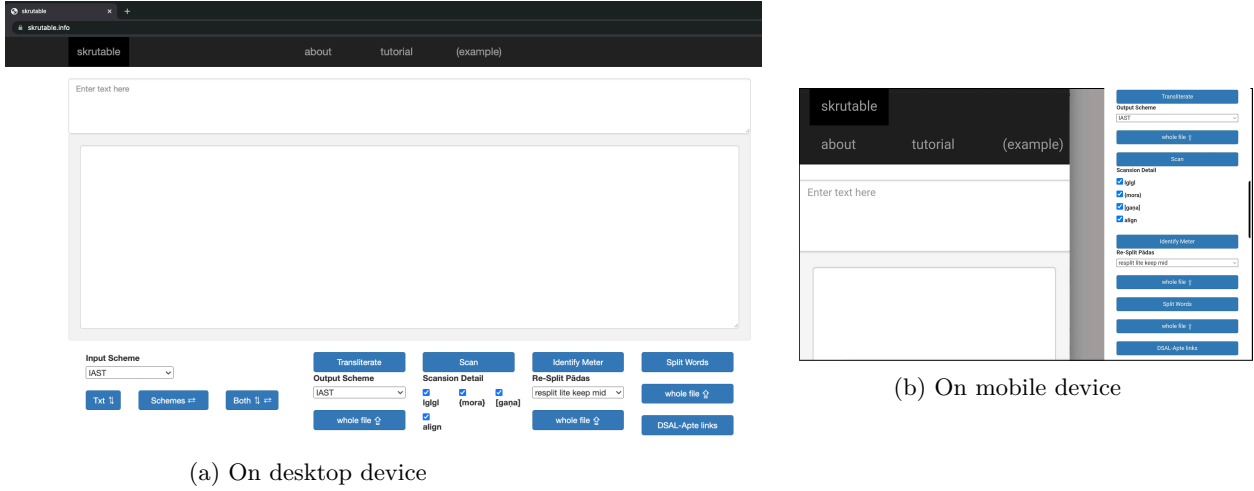 skrutable × +
skrutable.info
skrutable about tutorial (example)
Enter text here
Input Scheme
IAST
Txt ⇅ Schemes ⇄ Both ⇅ ⇄
Transliterate Scan Identify Meter Split Words
Output Scheme Scansion Detail Re-Split Pādas
IAST resplit lite keep mid whole file ⇧
lglgl {mora} [gaṇa]
whole file ⇧ align whole file ⇧ DSAL-Apte links
(a) On desktop device
skrutable
about tutorial (example)
Enter text here
Transliterate
Output Scheme
IAST
whole file ⇧
Scan
Scansion Detail
lglgl
{mora}
[gaṇa]
align
Identify Meter
Re-Split Pādas
resplit lite keep mid
whole file ⇧
Split Words
whole file ⇧
DSAL-Apte links
(b) On mobile device